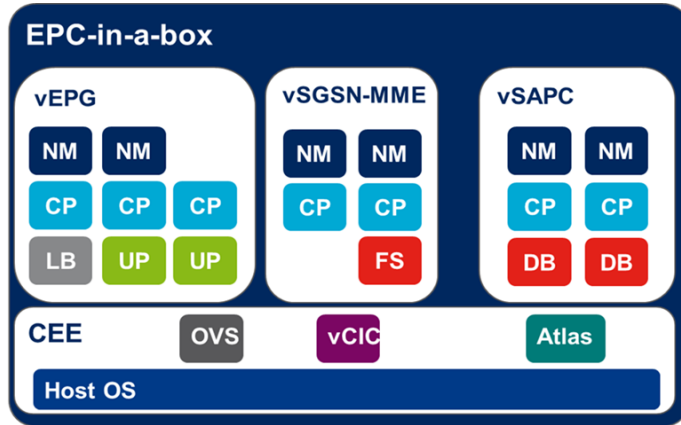 EPC-in-a-box
vEPG
NM NM
CP CP CP
LB UP UP
vSGSN-MME
NM NM
CP CP
FS
vSAPC
NM NM
CP CP
DB DB
CEE
OVS
vCIC
Atlas
Host OS